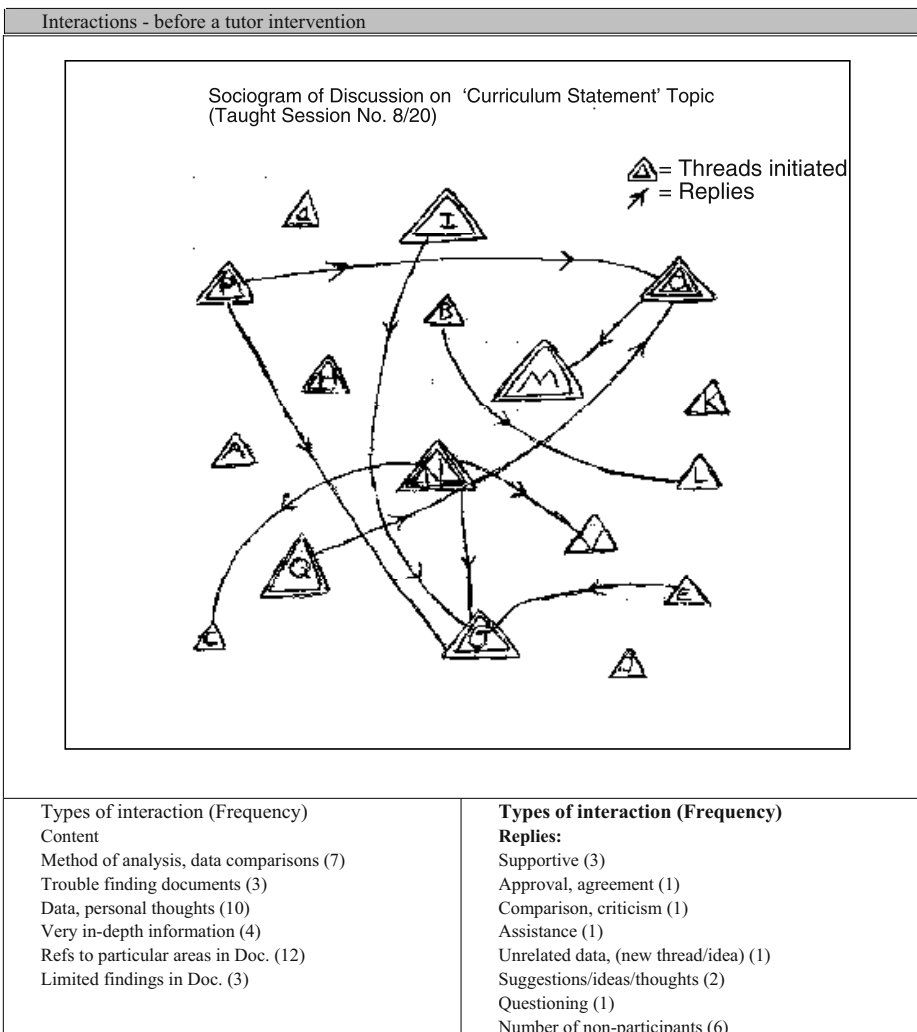 Interactions - before a tutor intervention
Sociogram of Discussion on 'Curriculum Statement' Topic
(Taught Session No. 8/20)
= Threads initiated
= Replies
I
P
B
M
H
K
A
N
L
Q
E
C
J
Types of interaction (Frequency)
Content
Method of analysis, data comparisons (7)
Trouble finding documents (3)
Data, personal thoughts (10)
Very in-depth information (4)
Refs to particular areas in Doc. (12)
Limited findings in Doc. (3)
Types of interaction (Frequency)
Replies:
Supportive (3)
Approval, agreement (1)
Comparison, criticism (1)
Assistance (1)
Unrelated data, (new thread/idea) (1)
Suggestions/ideas/thoughts (2)
Questioning (1)
Number of non-participants (6)